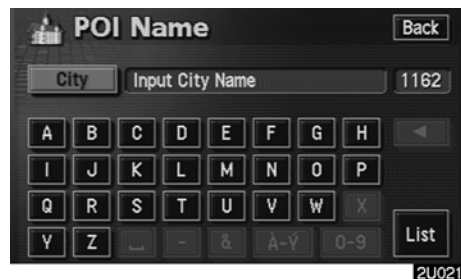 POI Name Back
City Input City Name 1162
A B C D E F G H
I J K L M N O P
Q R S T U V W X
Y Z - & À-Ý 0-9 List
2U021